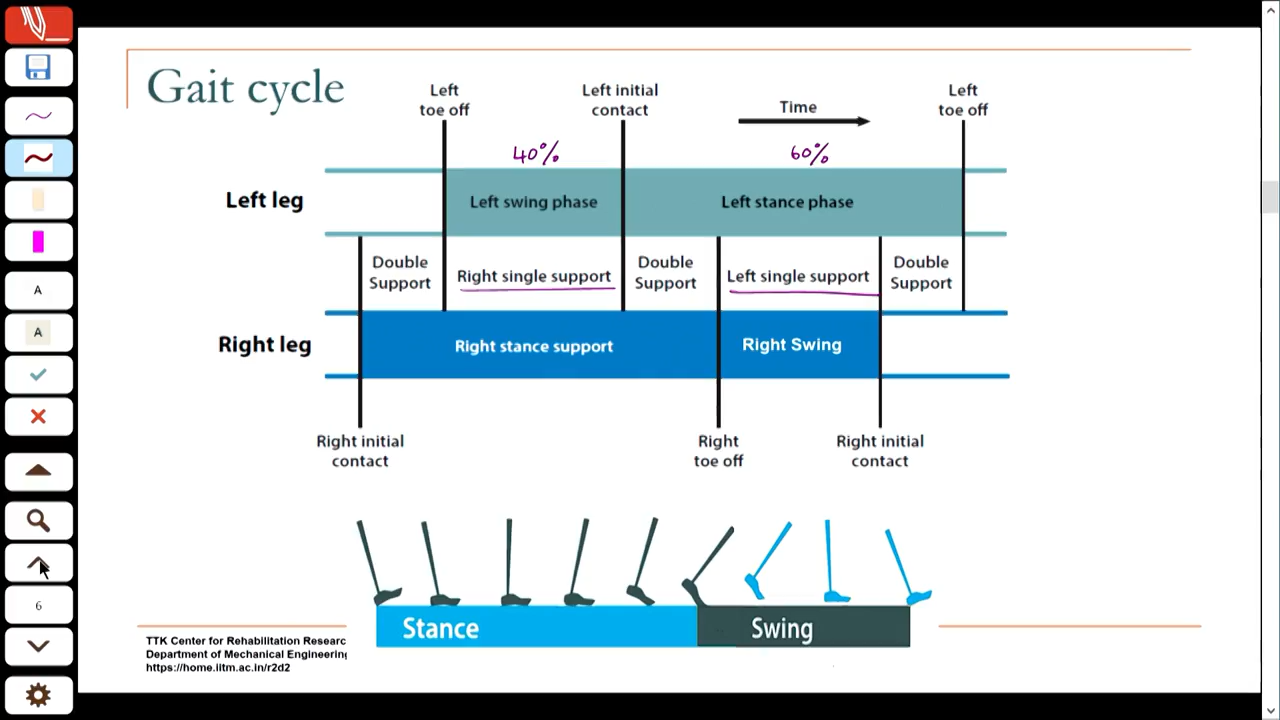 Gait cycle
Left
toe off
Left initial
contact
Time
Left
toe off
40%
60%
Left leg
Left swing phase
Left stance phase
Double
Support
Right single support
Double
Support
Left single support
Double
Support
Right leg
Right stance support
Right Swing
Right initial
contact
Right
toe off
Right initial
contact
Stance
Swing
TTK Center for Rehabilitation Researc
Department of Mechanical Engineering
https://home.iitm.ac.in/r2d2
A
A
6